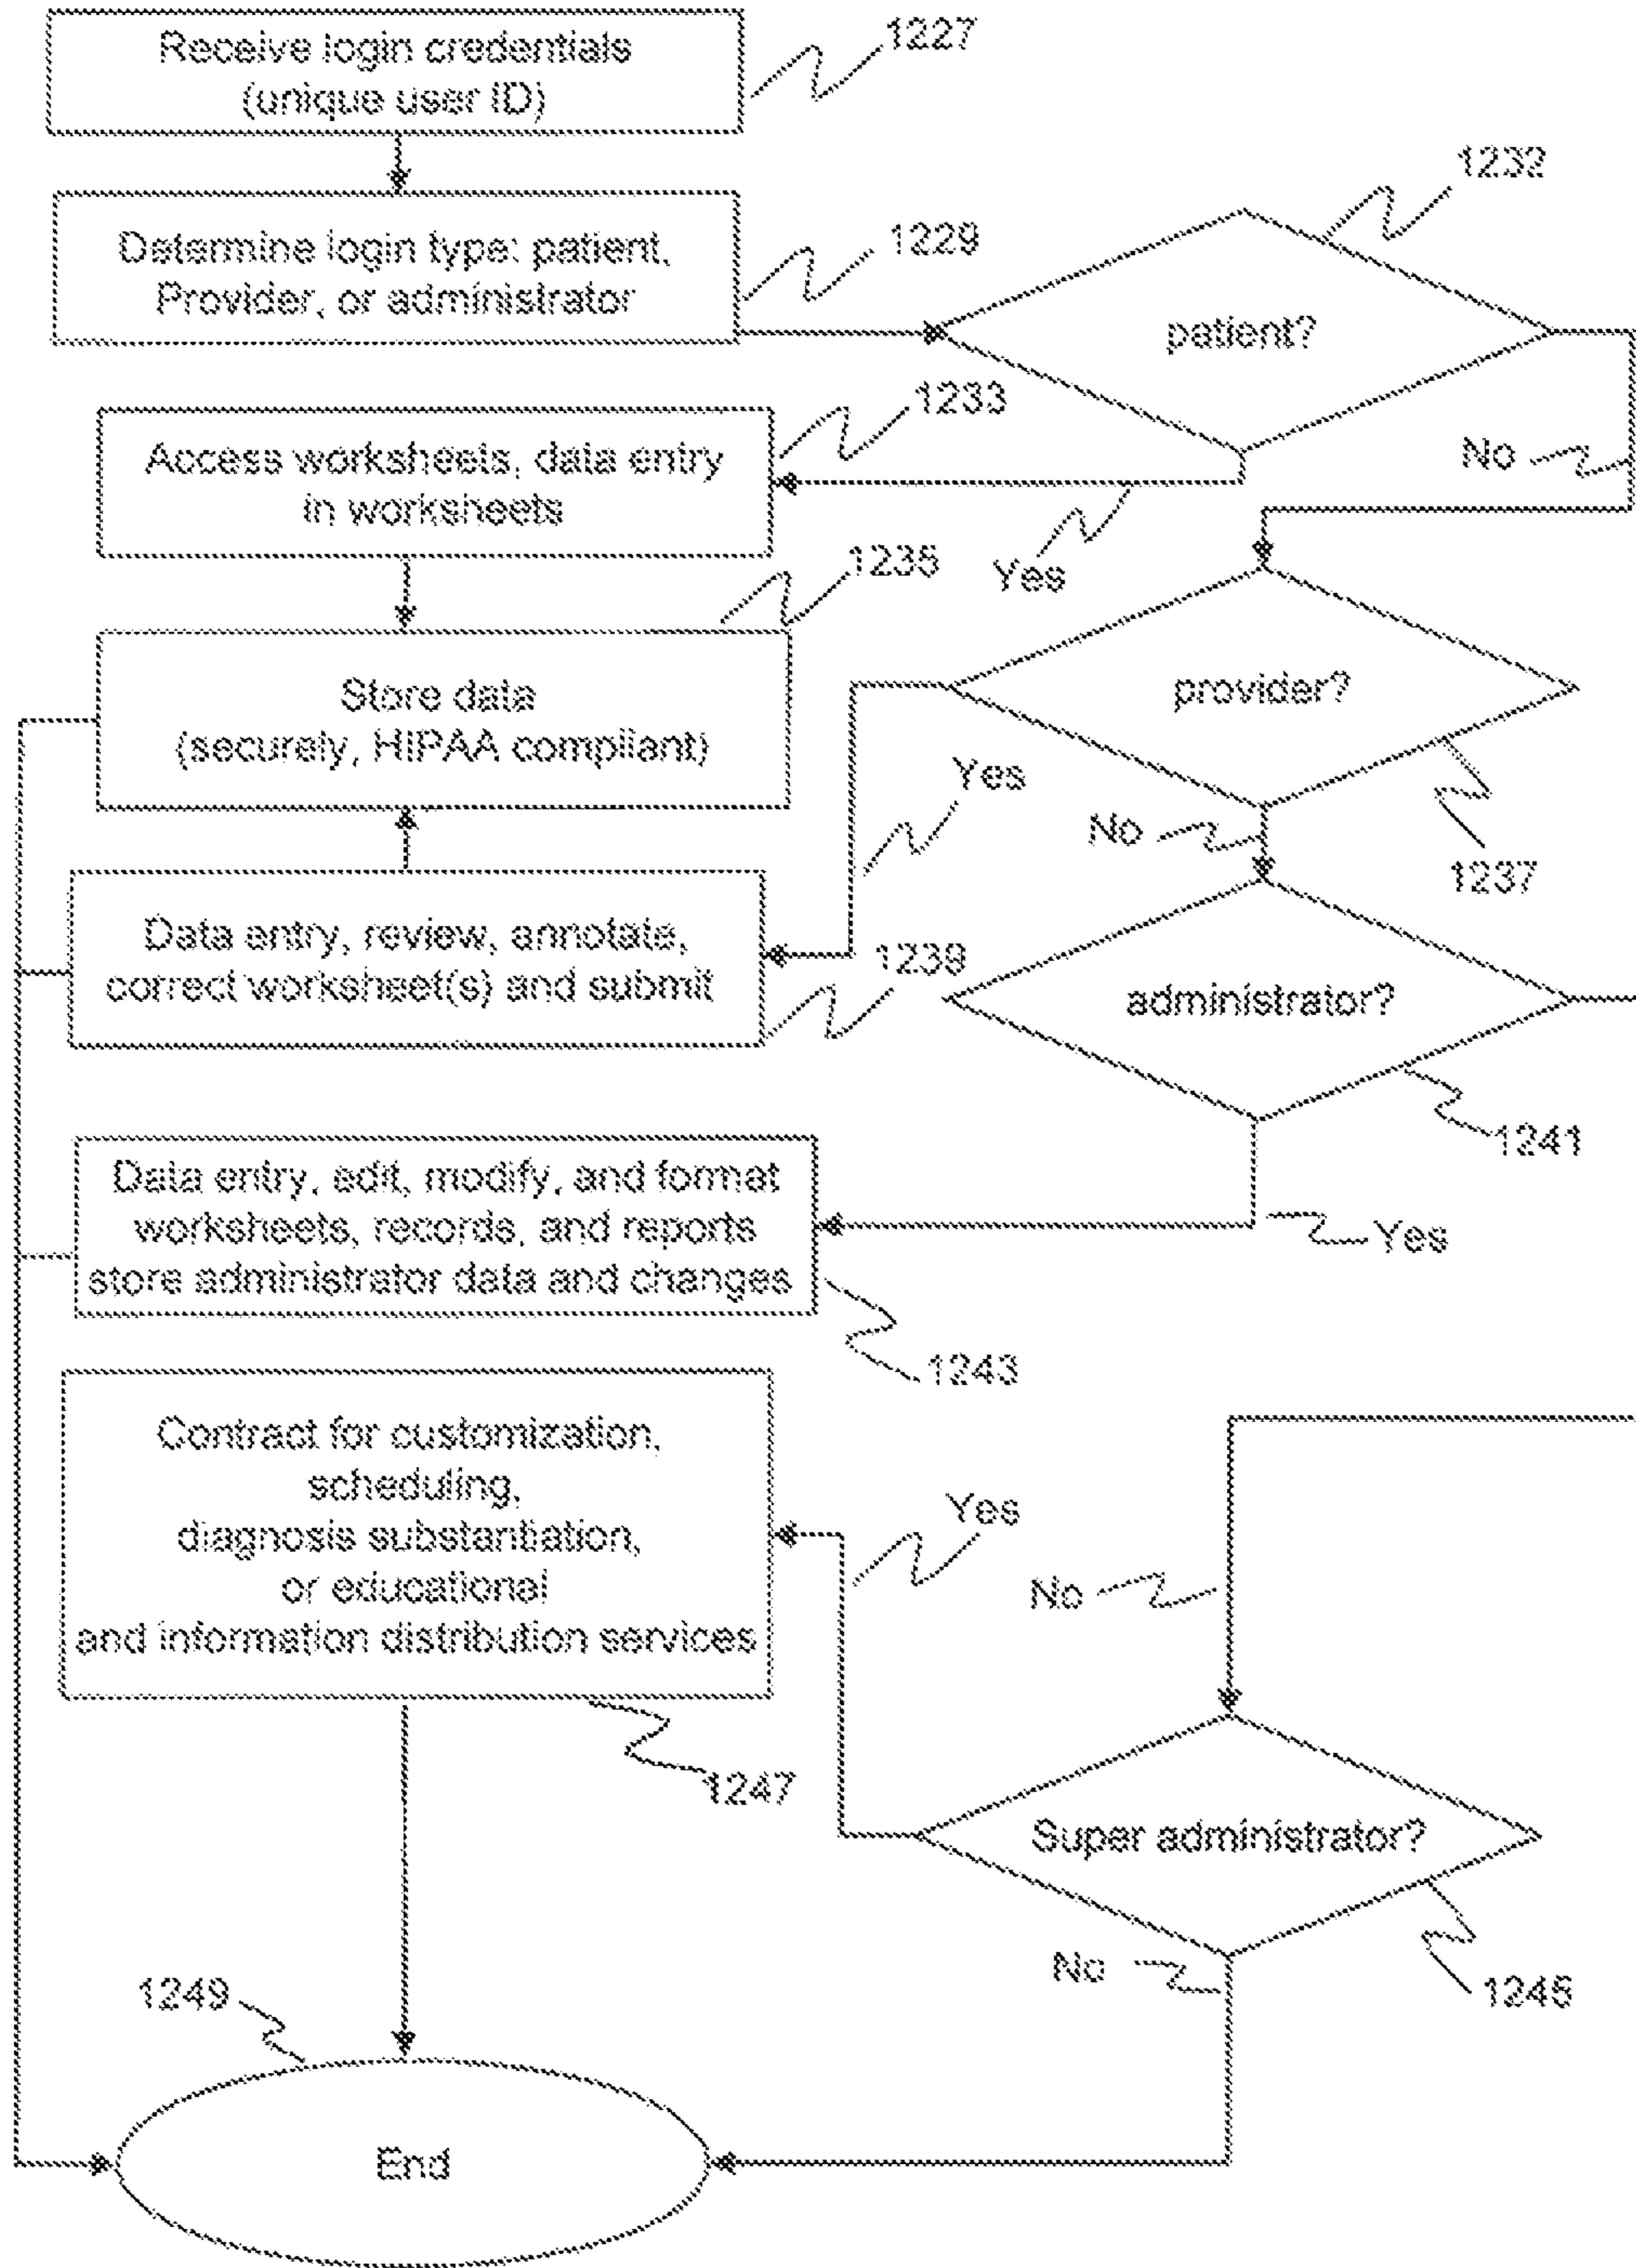 Receive login credentials
(unique user ID)
1227
1232
Determine login type: patient,
Provider, or administrator
1229
patient?
1233
Access worksheets, data entry
in worksheets
No
Yes
1235
Store data
(securely, HIPAA compliant)
provider?
Yes
No
1237
Data entry, review, annotate,
correct worksheet(s) and submit
1239
administrator?
1241
Data entry, edit, modify, and format
worksheets, records, and reports
store administrator data and changes
Yes
1243
Contract for customization,
scheduling,
diagnosis substantiation,
or educational
and information distribution services
Yes
No
1247
Super administrator?
No
1245
1249
End